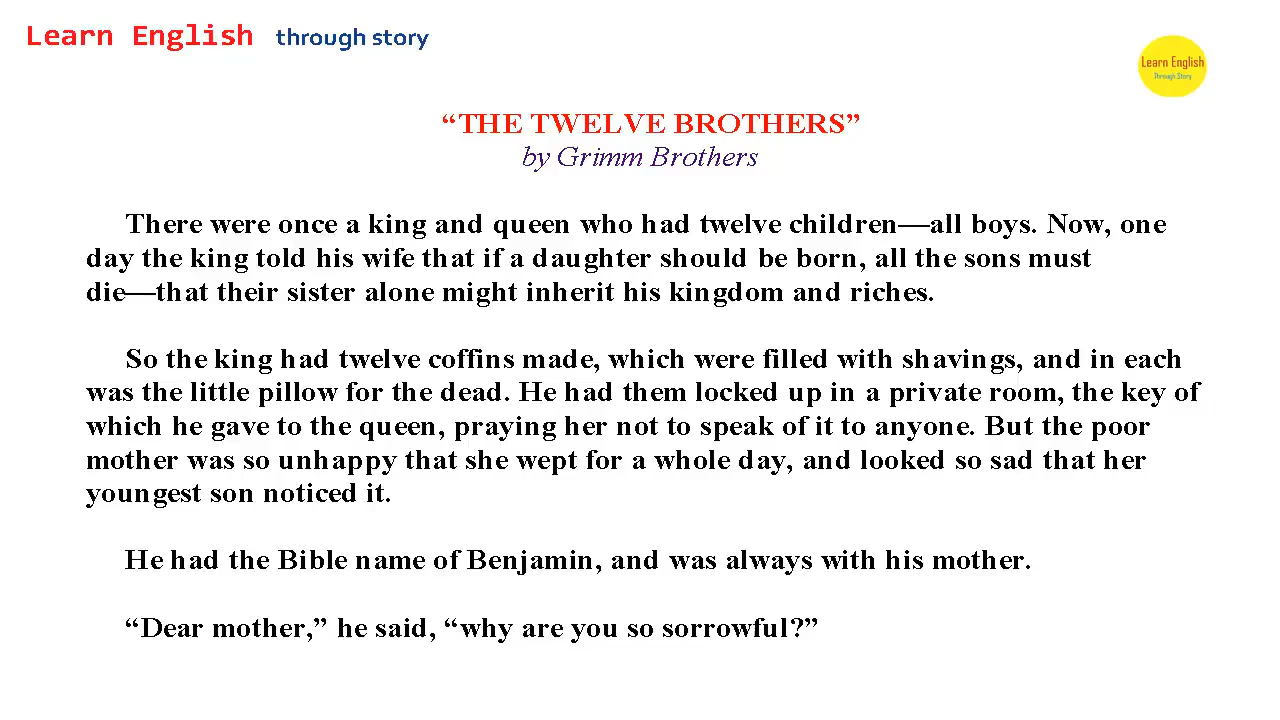 Learn English through story
Learn English
Through Story
“THE TWELVE BROTHERS”
by Grimm Brothers
There were once a king and queen who had twelve children—all boys. Now, one
day the king told his wife that if a daughter should be born, all the sons must
die—that their sister alone might inherit his kingdom and riches.
So the king had twelve coffins made, which were filled with shavings, and in each
was the little pillow for the dead. He had them locked up in a private room, the key of
which he gave to the queen, praying her not to speak of it to anyone. But the poor
mother was so unhappy that she wept for a whole day, and looked so sad that her
youngest son noticed it.
He had the Bible name of Benjamin, and was always with his mother.
“Dear mother,” he said, “why are you so sorrowful?”